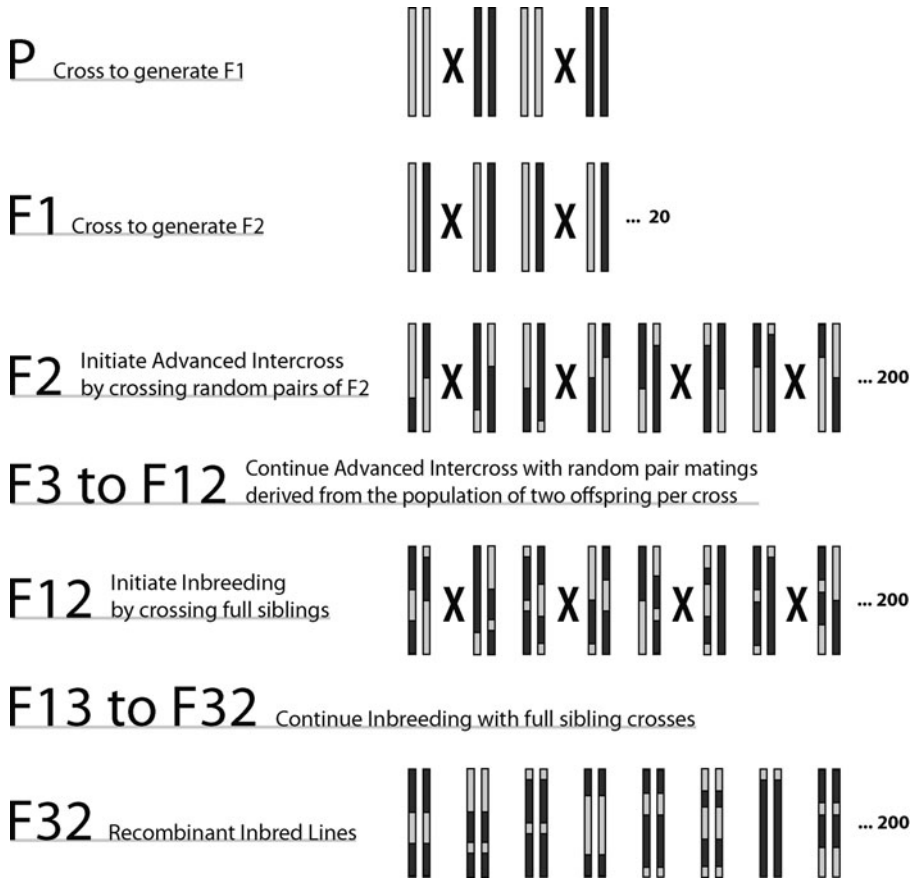 P Cross to generate F1
X X
F1 Cross to generate F2
X X ... 20
F2 Initiate Advanced Intercross
by crossing random pairs of F2
X X X X ... 200
F3 to F12 Continue Advanced Intercross with random pair matings
derived from the population of two offspring per cross
F12 Initiate Inbreeding
by crossing full siblings
X X X X ... 200
F13 to F32 Continue Inbreeding with full sibling crosses
F32 Recombinant Inbred Lines
... 200